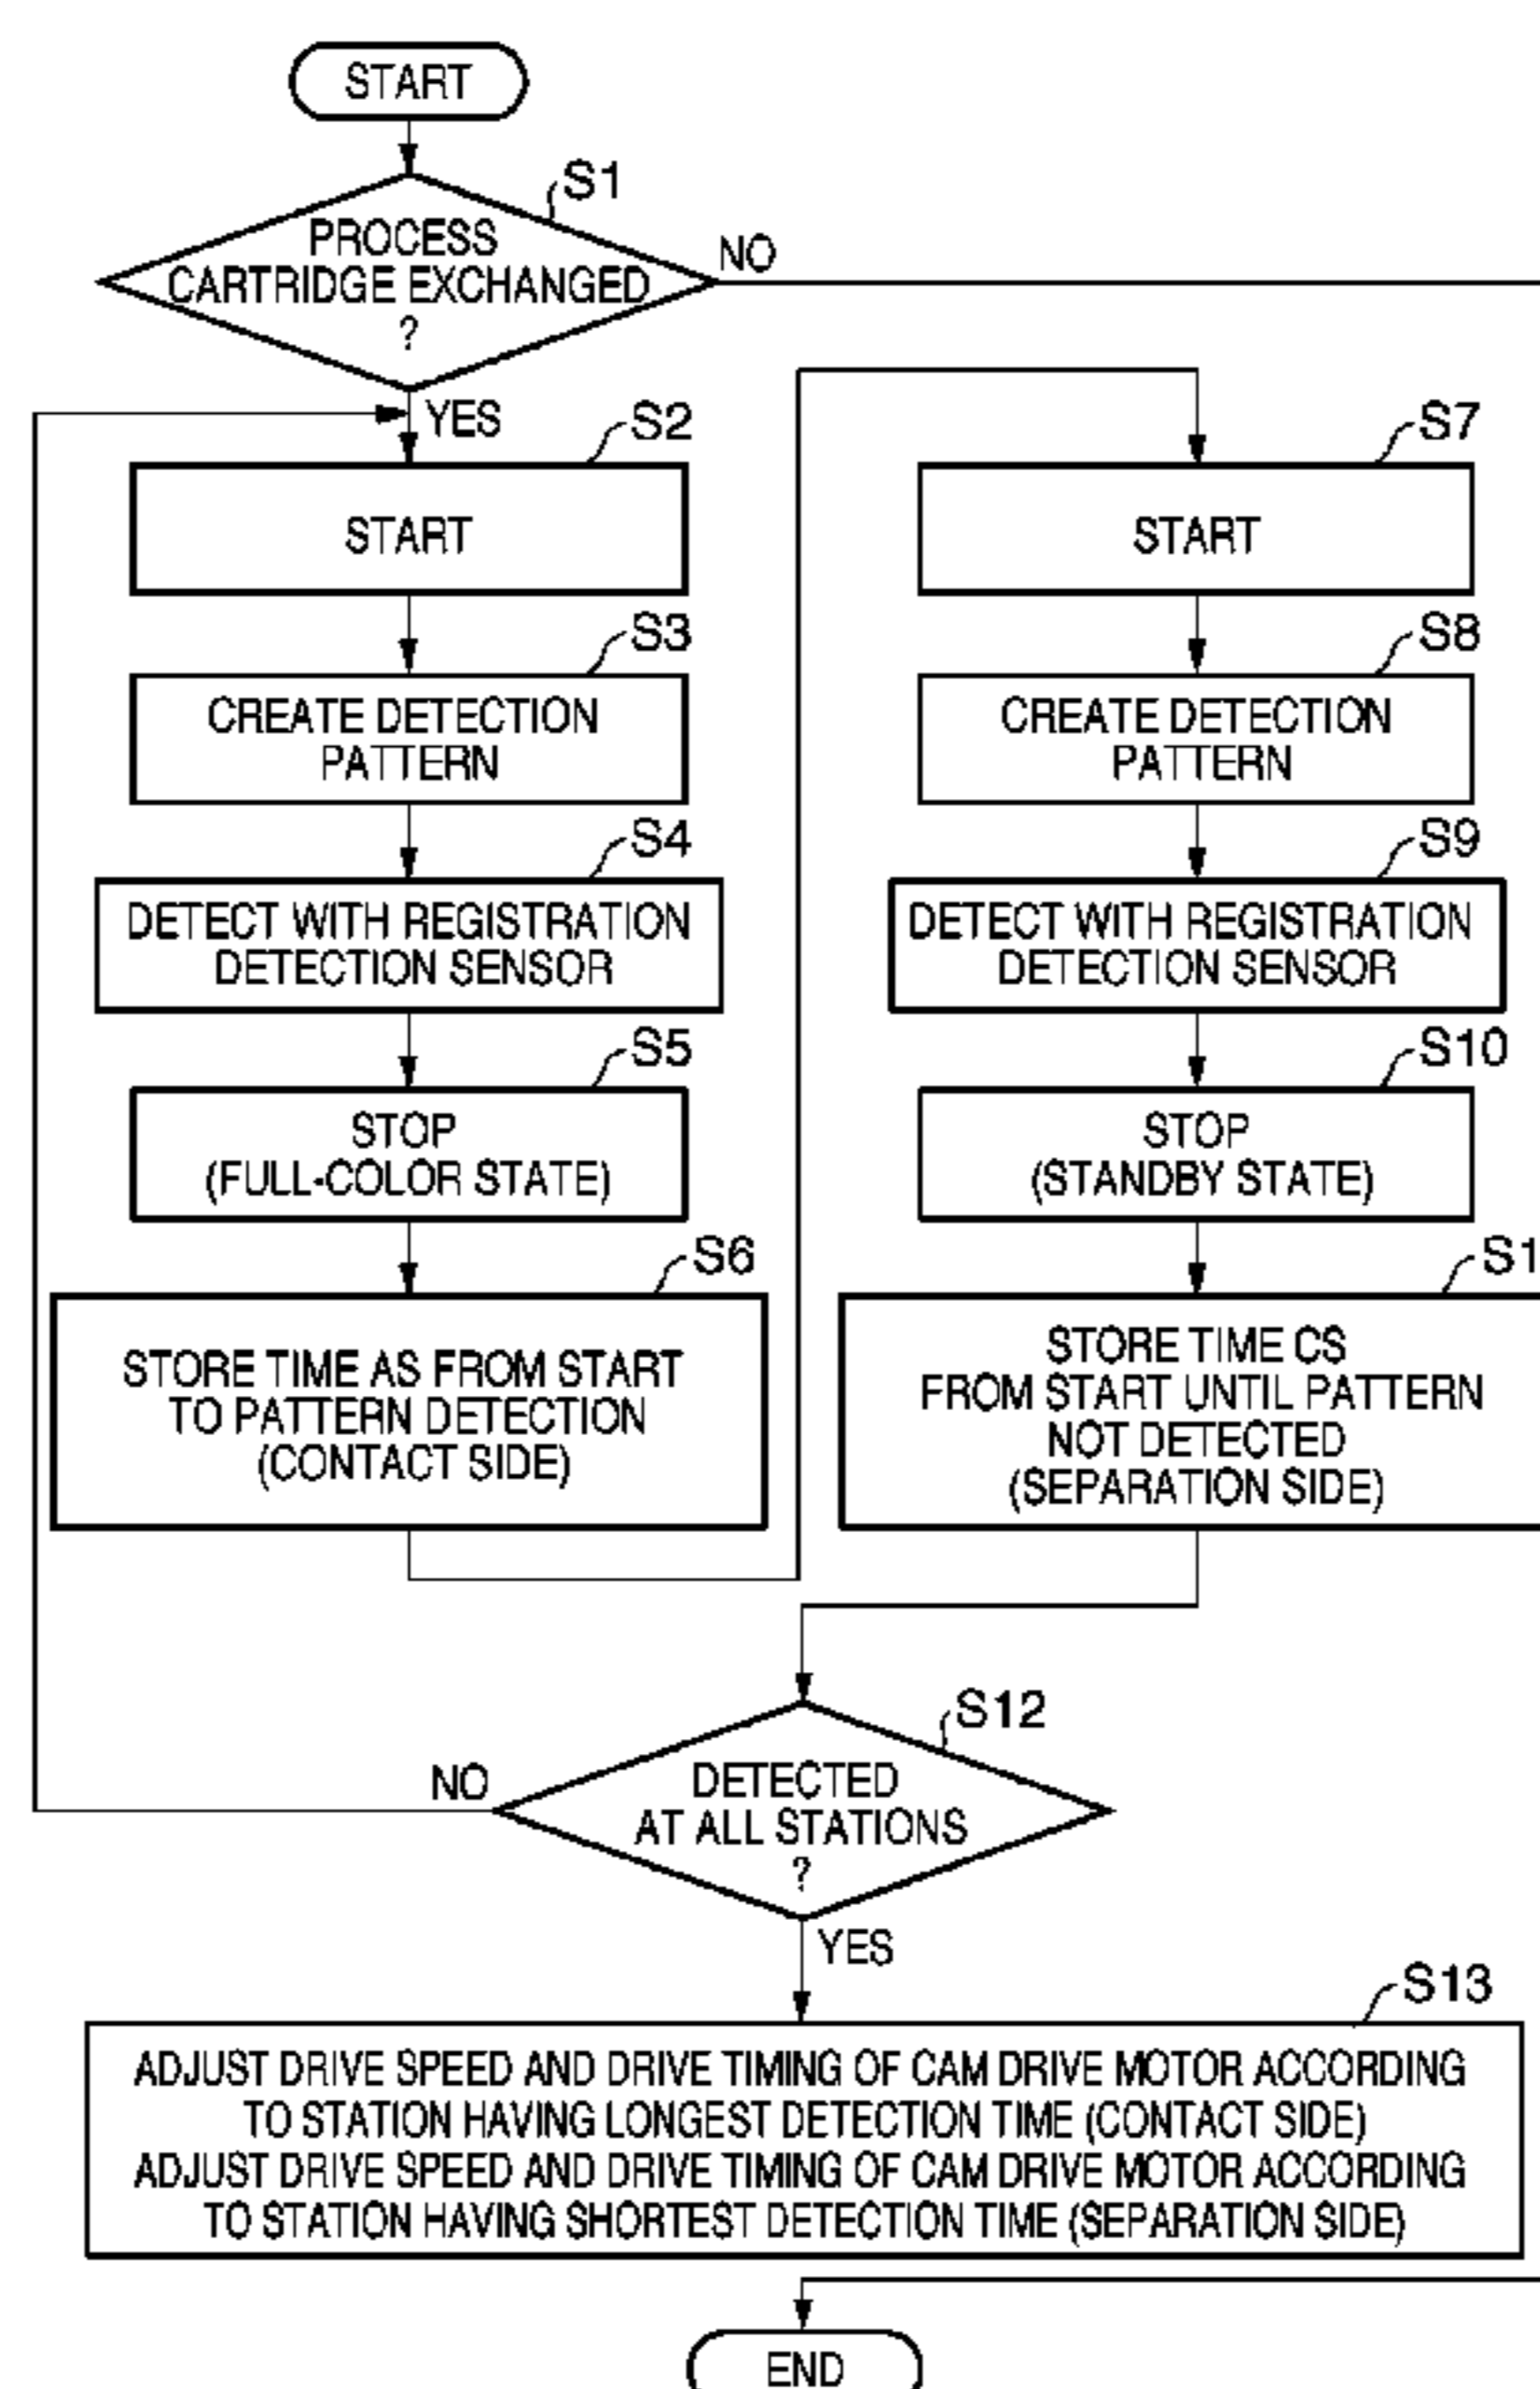 START
S1
PROCESS
CARTRIDGE EXCHANGED
?
NO
YES
S2
START
S3
CREATE DETECTION
PATTERN
S4
DETECT WITH REGISTRATION
DETECTION SENSOR
S5
STOP
(FULL-COLOR STATE)
S6
STORE TIME AS FROM START
TO PATTERN DETECTION
(CONTACT SIDE)
S7
START
S8
CREATE DETECTION
PATTERN
S9
DETECT WITH REGISTRATION
DETECTION SENSOR
S10
STOP
(STANDBY STATE)
S1
STORE TIME CS
FROM START UNTIL PATTERN
NOT DETECTED
(SEPARATION SIDE)
S12
DETECTED
AT ALL STATIONS
?
NO
YES
S13
ADJUST DRIVE SPEED AND DRIVE TIMING OF CAM DRIVE MOTOR ACCORDING
TO STATION HAVING LONGEST DETECTION TIME (CONTACT SIDE)
ADJUST DRIVE SPEED AND DRIVE TIMING OF CAM DRIVE MOTOR ACCORDING
TO STATION HAVING SHORTEST DETECTION TIME (SEPARATION SIDE)
END